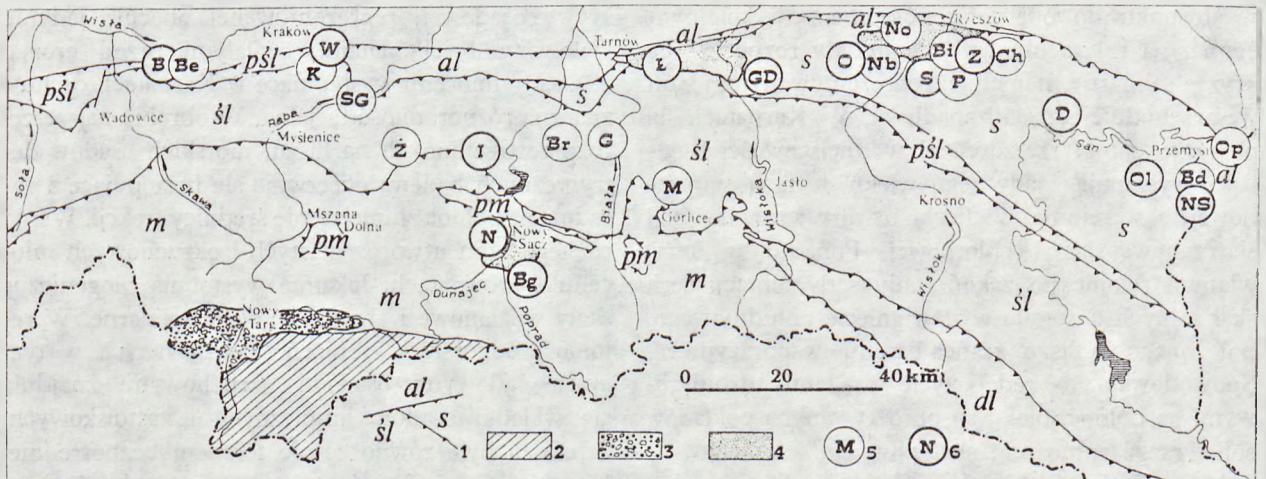 Wisła
Kraków
al
No
Rzeszów
W
Tarnów
al
Bi
Ż
Ch
B
Be
pśl
K
al
Ł
s
O
Nb
S
P
pśl
SG
s
GD
Wadowice
śl
Raba
Myślenice
Br
G
D
s
San
Przemyśl
Op
Ż
I
śl
pśl
al
Soła
Skawa
M
Jasło
Ol
Bd
NS
pm
Biała
Gorlice
Wisłoka
Krosno
m
Mszana
Dolna
pm
N
Nowy
Sącz
pm
m
s
m
Bg
Dunajec
Poprad
Wisłok
śl
Nowy
Targ
0 20 40 km
al
śl s
dl
1 2 3 4 M 5 N 6